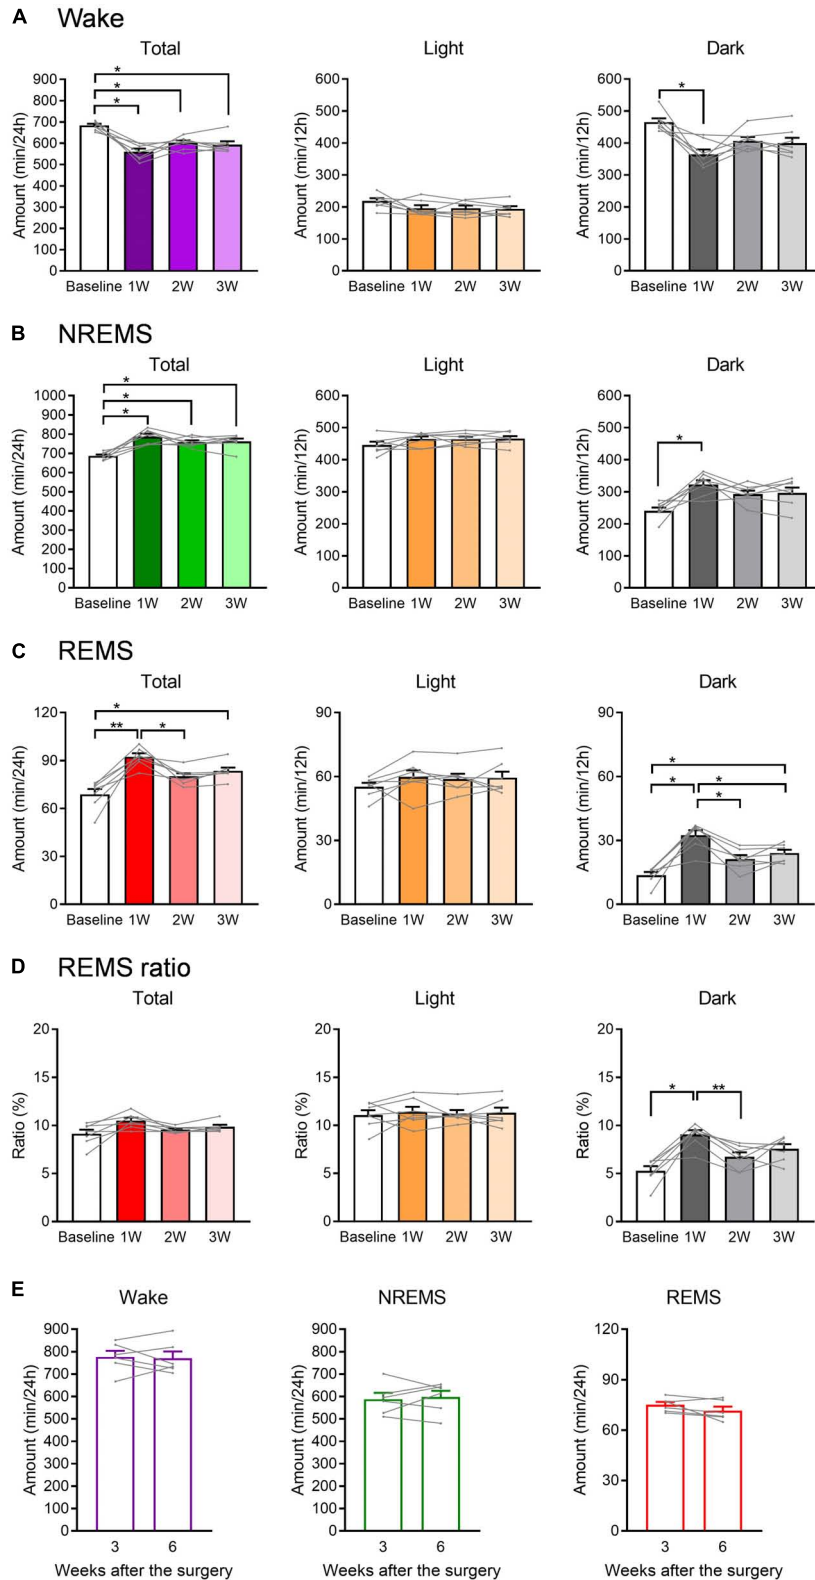 A Wake
Total Light Dark
Amount (min/24h)
900
800
700
600
500
400
300
200
100
0
*
*
*
Baseline 1W 2W 3W
Amount (min/12h)
600
500
400
300
200
100
0
Baseline 1W 2W 3W
Amount (min/12h)
600
500
400
300
200
100
0
*
Baseline 1W 2W 3W
B NREMS
Total Light Dark
Amount (min/24h)
1000
900
800
700
600
500
400
300
200
100
0
*
*
*
Baseline 1W 2W 3W
Amount (min/12h)
600
500
400
300
200
100
0
Baseline 1W 2W 3W
Amount (min/12h)
600
500
400
300
200
100
0
*
Baseline 1W 2W 3W
C REMS
Total Light Dark
Amount (min/24h)
120
90
60
30
0
*
** *
Baseline 1W 2W 3W
Amount (min/12h)
90
60
30
0
Baseline 1W 2W 3W
Amount (min/12h)
90
60
30
0
*
* *
*
Baseline 1W 2W 3W
D REMS ratio
Total Light Dark
Ratio (%)
20
15
10
5
0
Baseline 1W 2W 3W
Ratio (%)
20
15
10
5
0
Baseline 1W 2W 3W
Ratio (%)
20
15
10
5
0
* **
Baseline 1W 2W 3W
E
Wake NREMS REMS
Amount (min/24h)
900
800
700
600
500
400
300
200
100
0
3 6
Weeks after the surgery
Amount (min/24h)
900
800
700
600
500
400
300
200
100
0
3 6
Weeks after the surgery
Amount (min/24h)
120
90
60
30
0
3 6
Weeks after the surgery